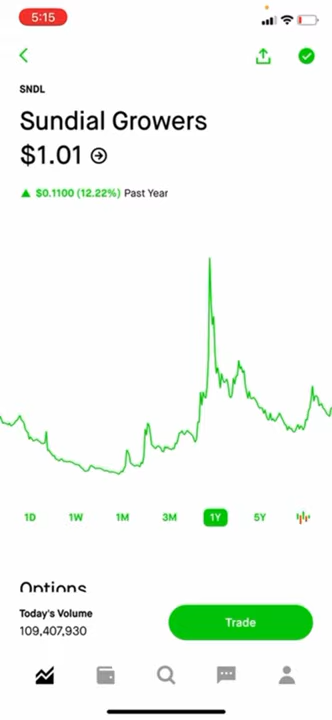 5:15
SNDL
Sundial Growers
$1.01
$0.1100 (12.22%) Past Year
1D 1W 1M 3M 1Y 5Y
Options
Today's Volume
109,407,930
Trade